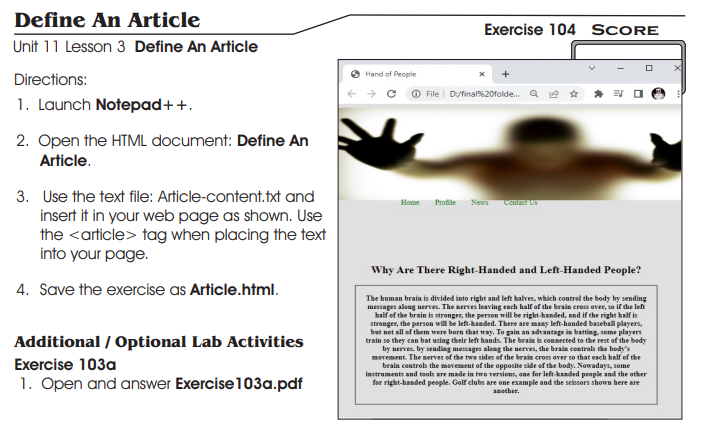 Define An Article
Exercise 104 SCORE
Unit 11 Lesson 3 Define An Article
Directions:
1. Launch Notepad++.
2. Open the HTML document: Define An
Article.
3. Use the text file: Article-content.txt and
insert it in your web page as shown. Use
the <article> tag when placing the text
into your page.
4. Save the exercise as Article.html.
Additional / Optional Lab Activities
Exercise 103a
1. Open and answer Exercise103a.pdf
Hand of People
File | D:/final%20folde...
Home Profile News Contact Us
Why Are There Right-Handed and Left-Handed People?
The human brain is divided into right and left halves, which control the body by sending
messages along nerves. The nerves leaving each half of the brain cross over, so if the left
half of the brain is stronger, the person will be right-handed, and if the right half is
stronger, the person will be left-handed. There are many left-handed baseball players,
but not all of them were born that way. To gain an advantage in batting, some players
train so they can bat using their left hands. The brain is connected to the rest of the body
by nerves. by sending messages along the nerves, the brain controls the body's
movement. The nerves of the two sides of the brain cross over so that each half of the
brain controls the movement of the opposite side of the body. Nowadays, some
instruments and tools are made in two versions, one for left-handed people and the other
for right-handed people. Golf clubs are one example and the scissors shown here are
another.